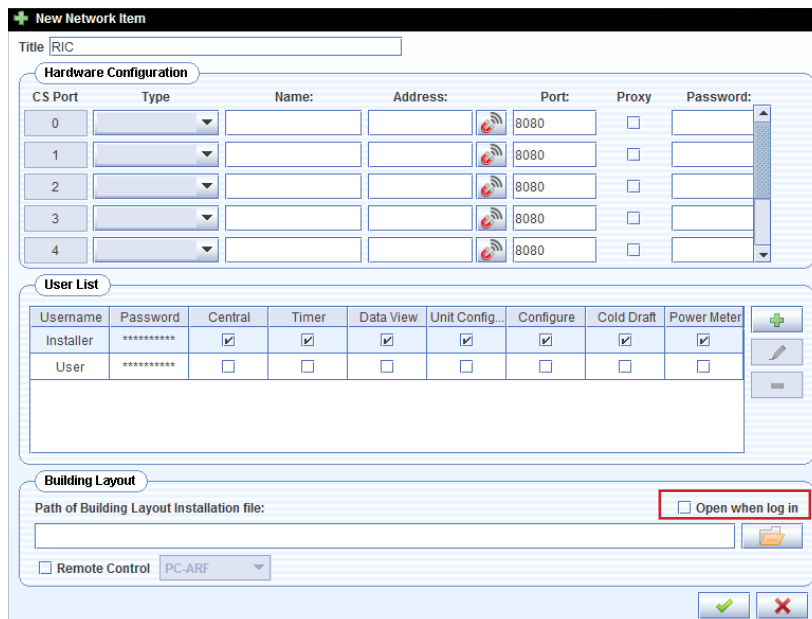 New Network Item
Title RIC
Hardware Configuration
CS Port Type Name: Address: Port: Proxy Password:
0 8080
1 8080
2 8080
3 8080
4 8080
User List
Username Password Central Timer Data View Unit Config... Configure Cold Draft Power Meter
Installer **********
User **********
Building Layout
Path of Building Layout Installation file: Open when log in
Remote Control PC-ARF